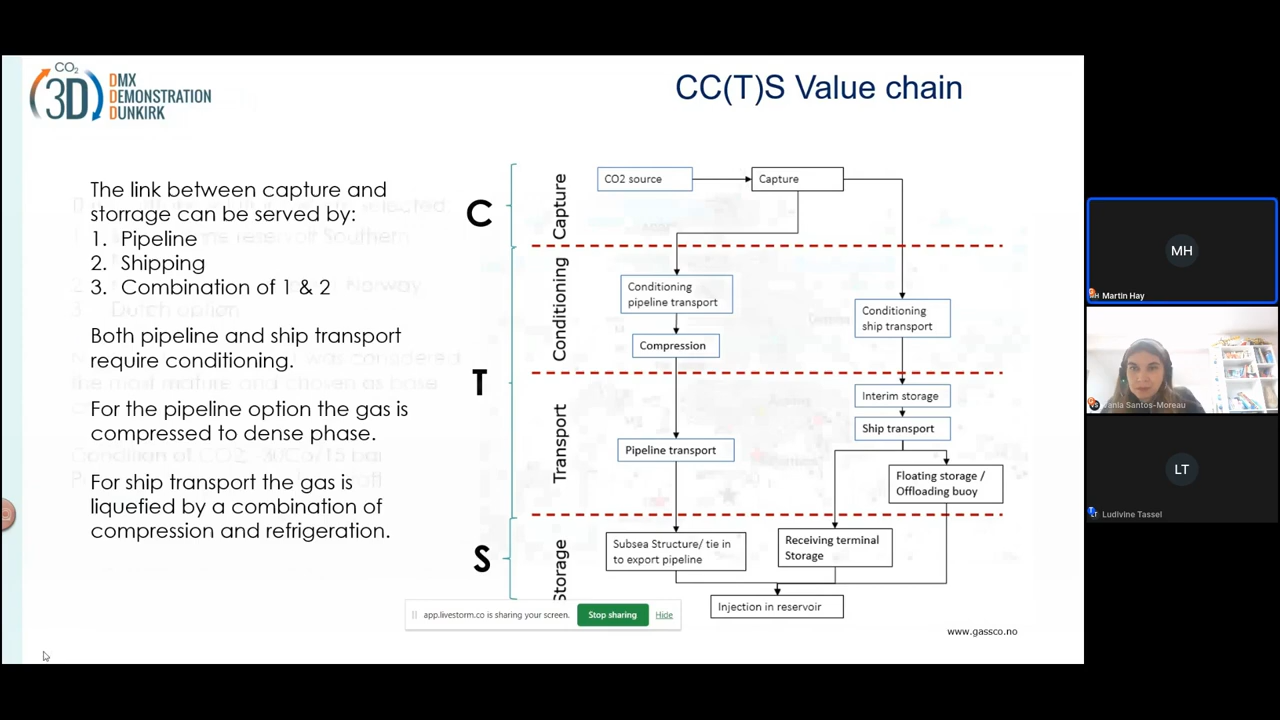 CO2
3D
DMX
DEMONSTRATION
DUNKIRK
CC(T)S Value chain
The link between capture and
storrage can be served by:
1. Pipeline
2. Shipping
3. Combination of 1 & 2
Both pipeline and ship transport
require conditioning.
For the pipeline option the gas is
compressed to dense phase.
For ship transport the gas is
liquefied by a combination of
compression and refrigeration.
C
T
S
Capture
Conditioning
Transport
Storage
CO2 source
Capture
Conditioning
pipeline transport
Compression
Conditioning
ship transport
Interim storage
Ship transport
Pipeline transport
Floating storage /
Offloading buoy
Subsea Structure/ tie in
to export pipeline
Receiving terminal
Storage
Injection in reservoir
www.gassco.no
app.livestorm.co is sharing your screen.
Stop sharing
Hide
MH
Martin Hay
Vania Santos-Moreau
LT
Ludivine Tassel